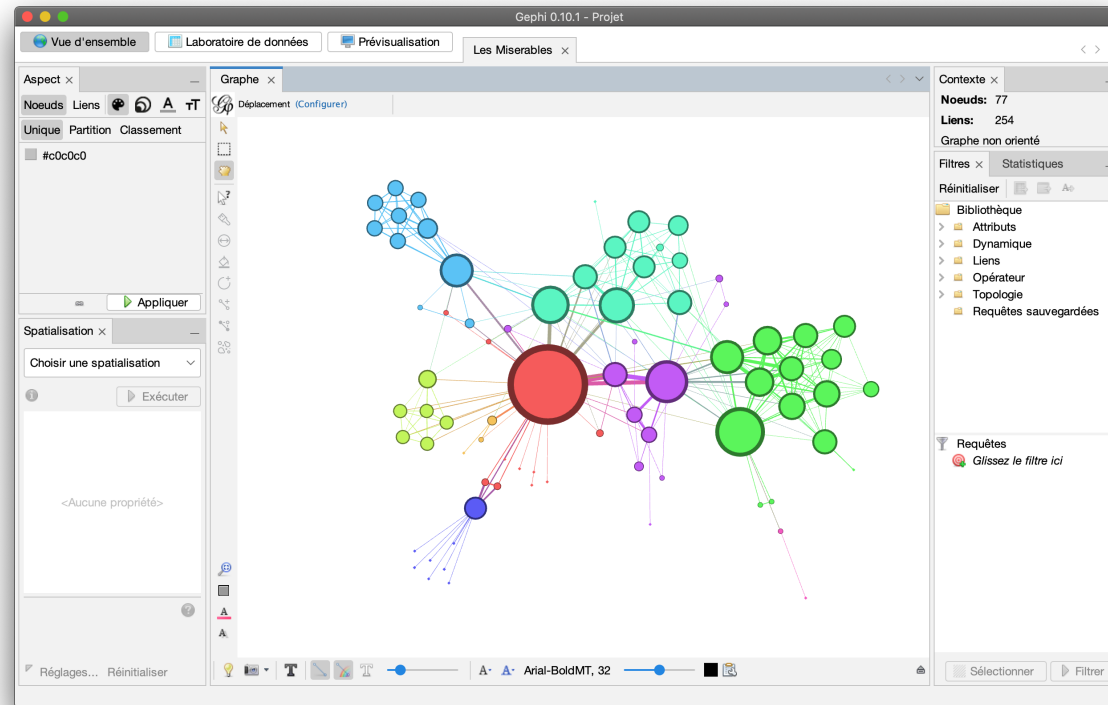 Gephi 0.10.1 - Projet
Vue d'ensemble
Laboratoire de données
Prévisualisation
Les Miserables
Aspect
Noeuds Liens A тT
Unique Partition Classement
#c0c0c0
Appliquer
Spatialisation
Choisir une spatialisation
Exécuter
<Aucune propriété>
Réglages... Réinitialiser
Graphe
Déplacement (Configurer)
A
A
T T A- A- Arial-BoldMT, 32
Contexte
Noeuds: 77
Liens: 254
Graphe non orienté
Filtres Statistiques
Réinitialiser
Bibliothèque
Attributs
Dynamique
Liens
Opérateur
Topologie
Requêtes sauvegardées
Requêtes
Glissez le filtre ici
Sélectionner
Filtrer